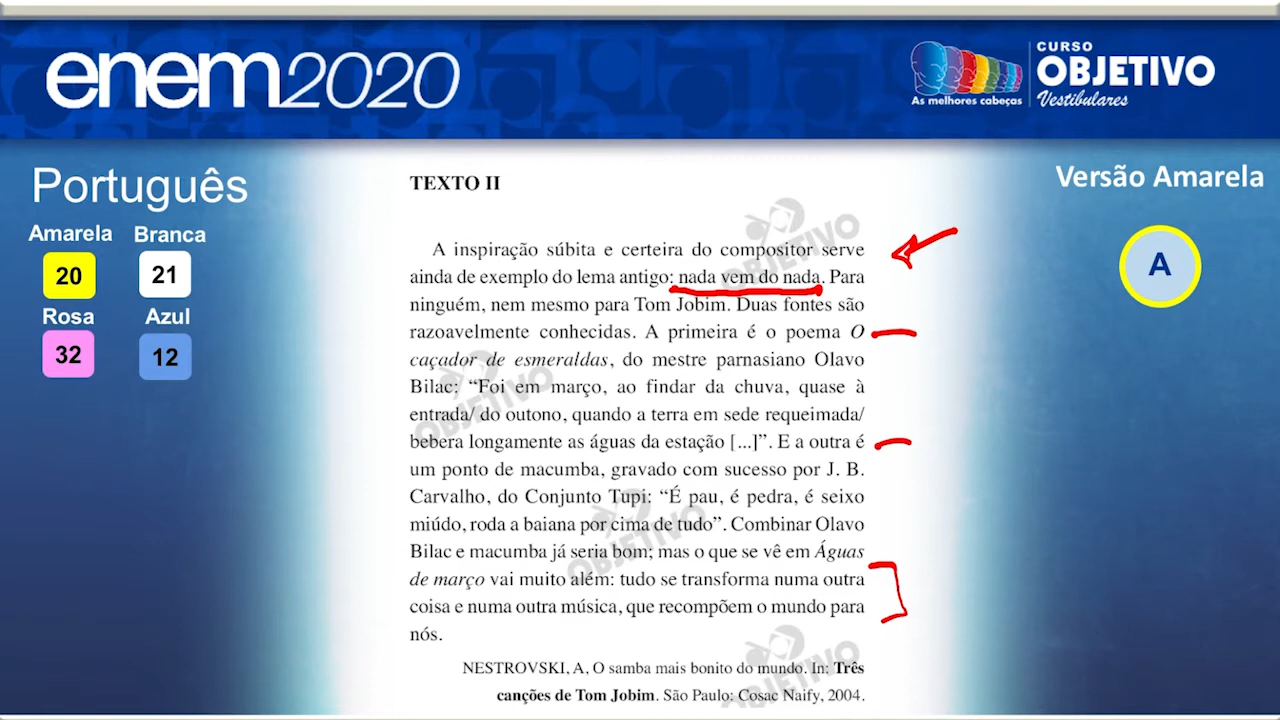 enem2020
CURSO
OBJETIVO
As melhores cabeças
Vestibulares
Português
Amarela
Branca
20
21
Rosa
Azul
32
12
TEXTO II
A inspiração súbita e certeira do compositor serve
ainda de exemplo do lema antigo: nada vem do nada. Para
ninguém, nem mesmo para Tom Jobim. Duas fontes são
razoavelmente conhecidas. A primeira é o poema O
caçador de esmeraldas, do mestre parnasiano Olavo
Bilac: “Foi em março, ao findar da chuva, quase à
entrada/ do outono, quando a terra em sede requeimada/
bebera longamente as águas da estação [...]”. E a outra é
um ponto de macumba, gravado com sucesso por J. B.
Carvalho, do Conjunto Tupi: “É pau, é pedra, é seixo
miúdo, roda a baiana por cima de tudo”. Combinar Olavo
Bilac e macumba já seria bom; mas o que se vê em Águas
de março vai muito além: tudo se transforma numa outra
coisa e numa outra música, que recompõem o mundo para
nós.
NESTROVSKI, A, O samba mais bonito do mundo. In: Três
canções de Tom Jobim. São Paulo: Cosac Naify, 2004.
OBJETIVO
OBJETIVO
OBJETIVO
OBJETIVO
Versão Amarela
A